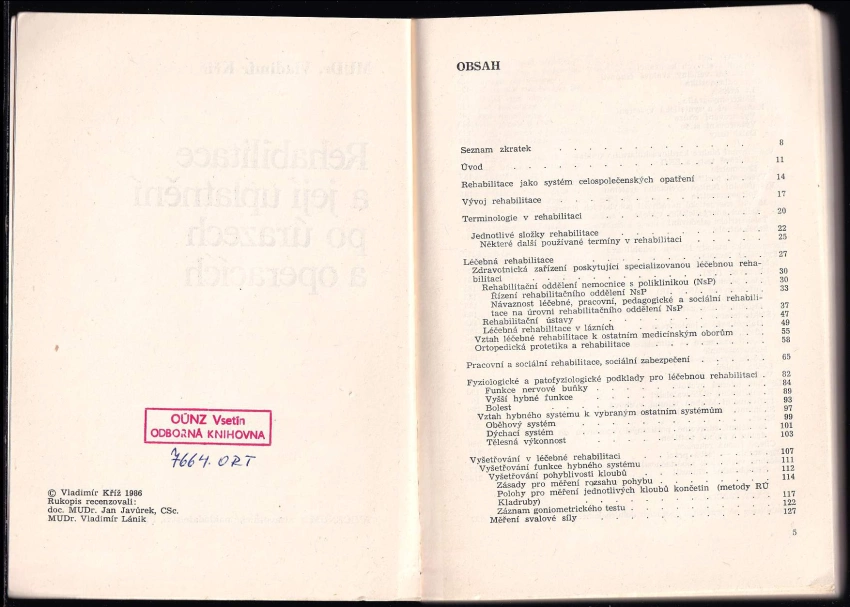 OÚNZ Vsetín
ODBORNÁ KNIHOVNA
7664. ORT
© Vladimír Kříž 1986
Rukopis recenzovali:
doc. MUDr. Jan Javůrek, CSc.
MUDr. Vladimír Lánik
OBSAH
Seznam zkratek . . . . . . . . . . . 8
Úvod . . . . . . . . . . . 11
Rehabilitace jako systém celospolečenských opatření . . . . 14
Vývoj rehabilitace . . . . . . . . . . 17
Terminologie v rehabilitaci . . . . . . . . . 20
Jednotlivé složky rehabilitace . . . . . . . . 22
Některé další používané termíny v rehabilitaci . . . . 25
Léčebná rehabilitace . . . . . . . . . . 27
Zdravotnická zařízení poskytující specializovanou léčebnou reha-
bilitaci . . . . . . . . . . . 30
Rehabilitační oddělení nemocnice s poliklinikou (NsP) . . . 30
Řízení rehabilitačního oddělení NsP . . . . . 33
Návaznost léčebné, pracovní, pedagogické a sociální rehabili-
tace na úrovni rehabilitačního oddělení NsP . . . . 37
Rehabilitační ústavy . . . . . . . . 47
Léčebná rehabilitace v lázních . . . . . . . 49
Vztah léčebné rehabilitace k ostatním medicínským oborům . . 55
Ortopedická protetika a rehabilitace . . . . . . 58
Pracovní a sociální rehabilitace, sociální zabezpečení . . . . 65
Fyziologické a patofyziologické podklady pro léčebnou rehabilitaci . 82
Funkce nervové buňky . . . . . . . . 84
Vyšší hybné funkce . . . . . . . . 89
Bolest . . . . . . . . . . 93
Vztah hybného systému k vybraným ostatním systémům . . . 97
Oběhový systém . . . . . . . . . 99
Dýchací systém . . . . . . . . . 101
Tělesná výkonnost . . . . . . . . . 103
Vyšetřování v léčebné rehabilitaci . . . . . . . 107
Vyšetřování funkce hybného systému . . . . . . 111
Vyšetřování pohyblivosti kloubů . . . . . . 112
Zásady pro měření rozsahu pohybu . . . . . 114
Polohy pro měření jednotlivých kloubů končetin (metody RÚ
Kladruby) . . . . . . . . . 117
Záznam goniometrického testu . . . . . . 122
Měření svalové síly . . . . . . . . 127
5